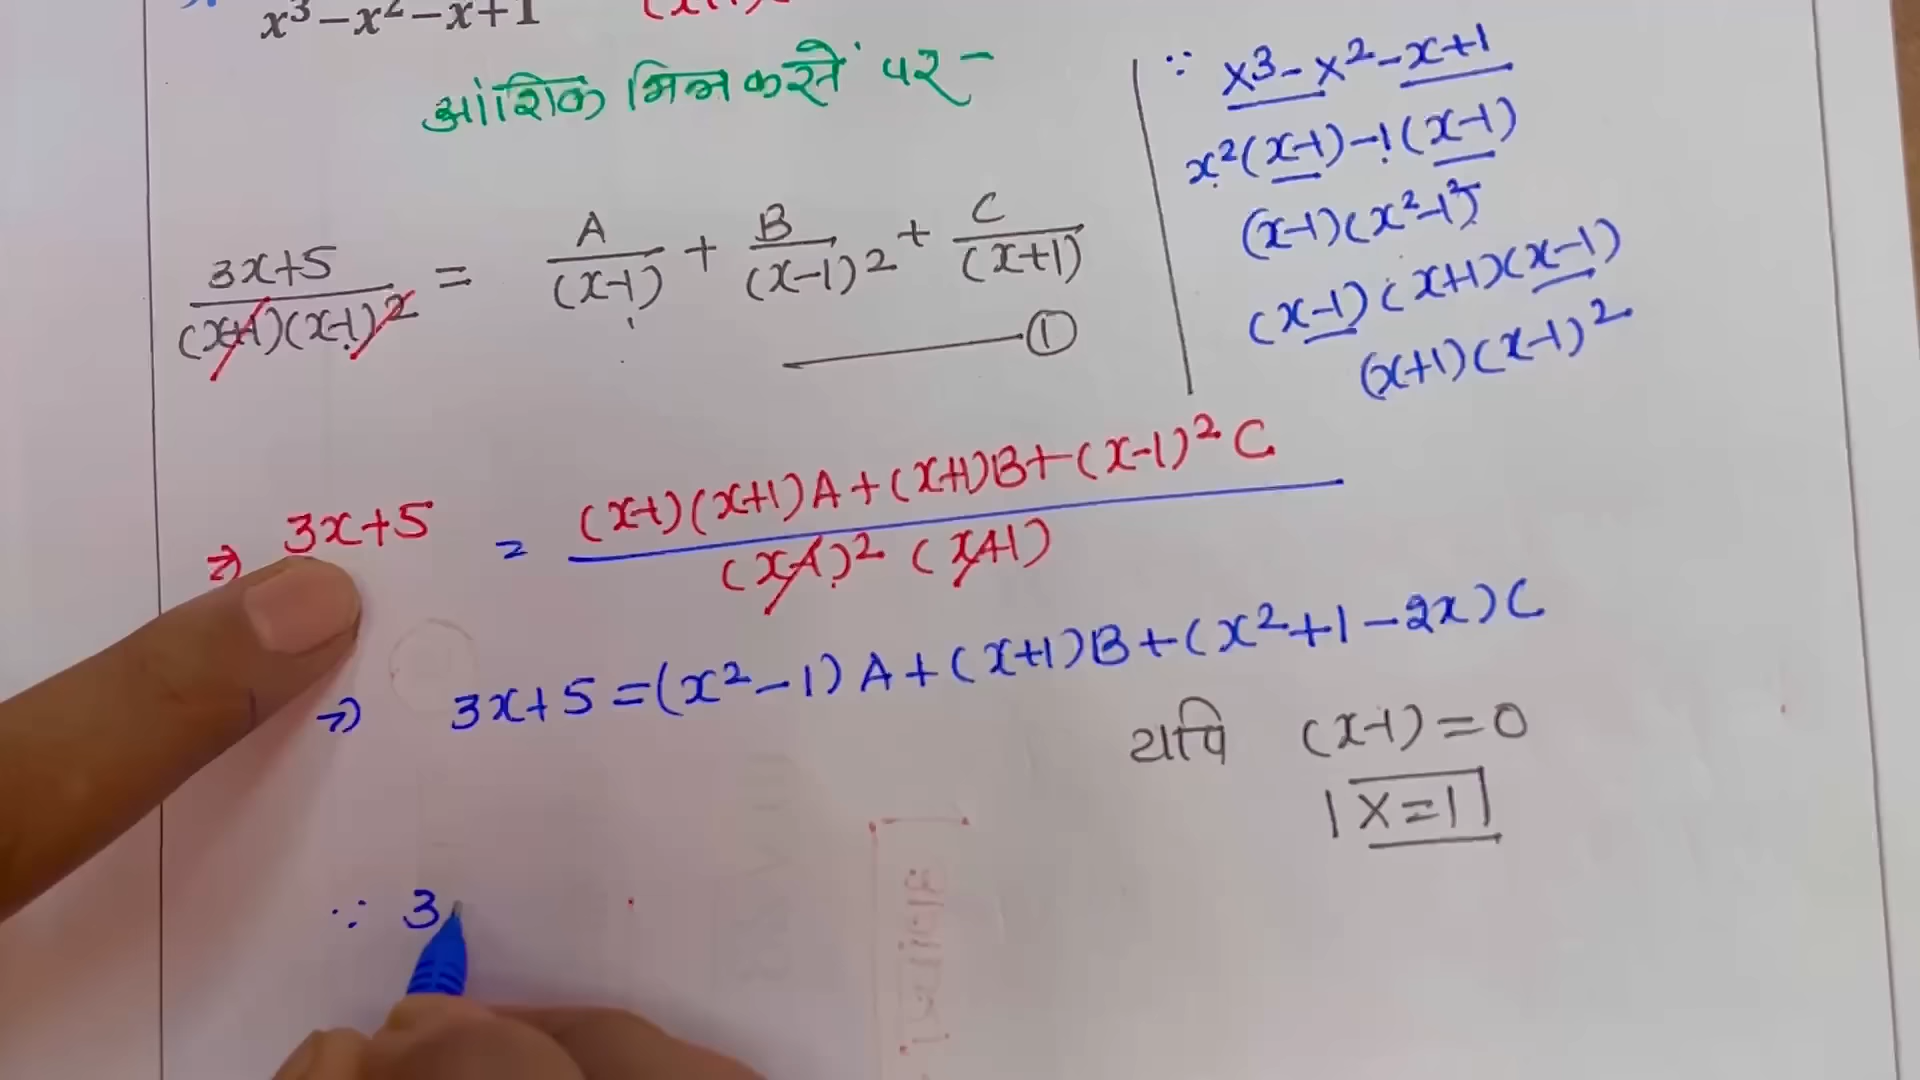 x³-x²-x+1
आंशिक भिन्न करने पर -
3x+5/(x+1)(x-1)² = A/(x-1) + B/(x-1)² + C/(x+1)
①
∵ x³-x²-x+1
x²(x-1)-1(x-1)
(x-1)(x²-1²)
(x-1)(x+1)(x-1)
(x+1)(x-1)²
⇒ 3x+5 = (x-1)(x+1)A+(x+1)B+(x-1)²C/(x-1)²(x+1)
⇒ 3x+5=(x²-1)A+(x+1)B+(x²+1-2x)C
यदि (x-1)=0
x=1
∵ 3